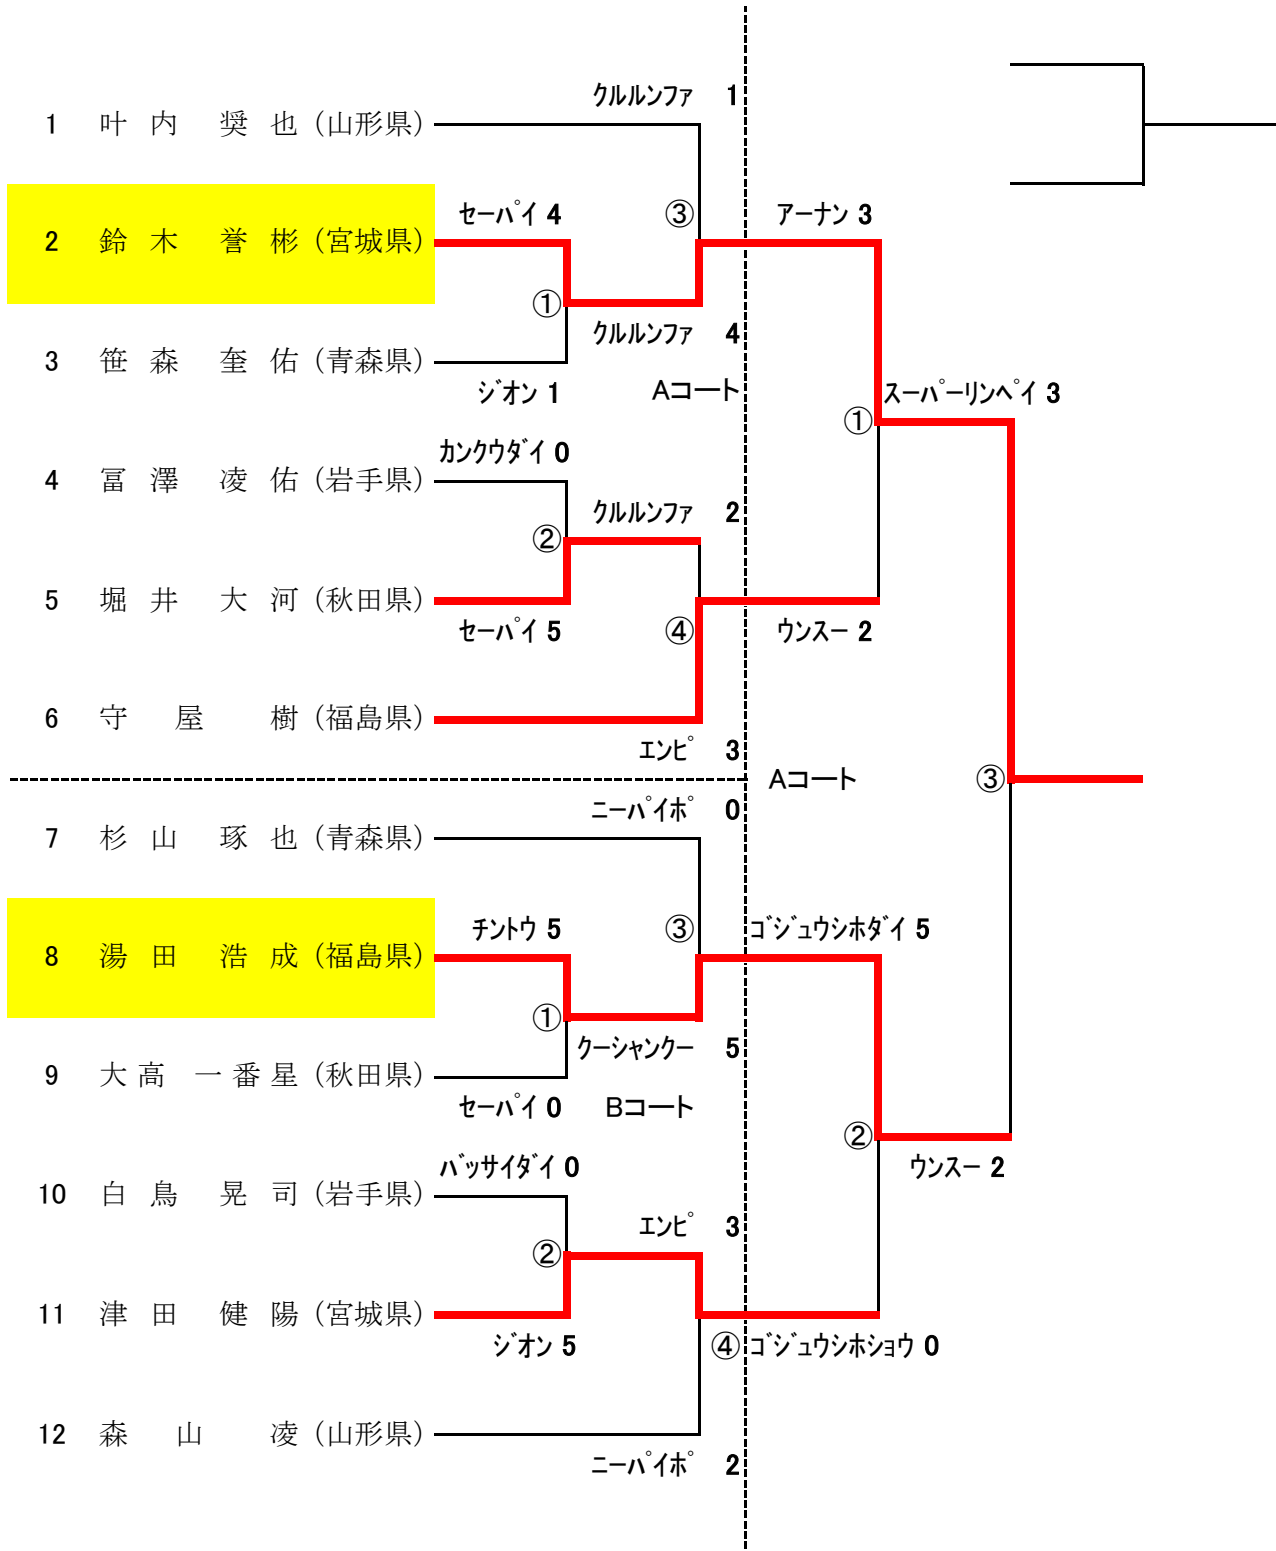 クルルンファ 1
1 叶内 奨也 (山形県)
セーパイ 4
③
アーナン 3
2 鈴木 誉彬 (宮城県)
①
クルルンファ 4
3 笹森 奎佑 (青森県)
ジオン 1
Aコート
スーパーリンペイ 3
①
カンクウダイ 0
4 冨澤 凌佑 (岩手県)
クルルンファ 2
②
5 堀井 大河 (秋田県)
セーパイ 5
④
ウンスー 2
6 守屋 樹 (福島県)
エンピ 3
Aコート
③
ニーパイポ 0
7 杉山 琢也 (青森県)
チントウ 5
③
ゴジュウシホダイ 5
8 湯田 浩成 (福島県)
①
クーシャンクー 5
9 大高 一番星 (秋田県)
セーパイ 0
Bコート
②
バッサイダイ 0
ウンスー 2
10 白鳥 晃司 (岩手県)
エンピ 3
②
11 津田 健陽 (宮城県)
ジオン 5
④
ゴジュウシホショウ 0
12 森山 凌 (山形県)
ニーパイポ 2